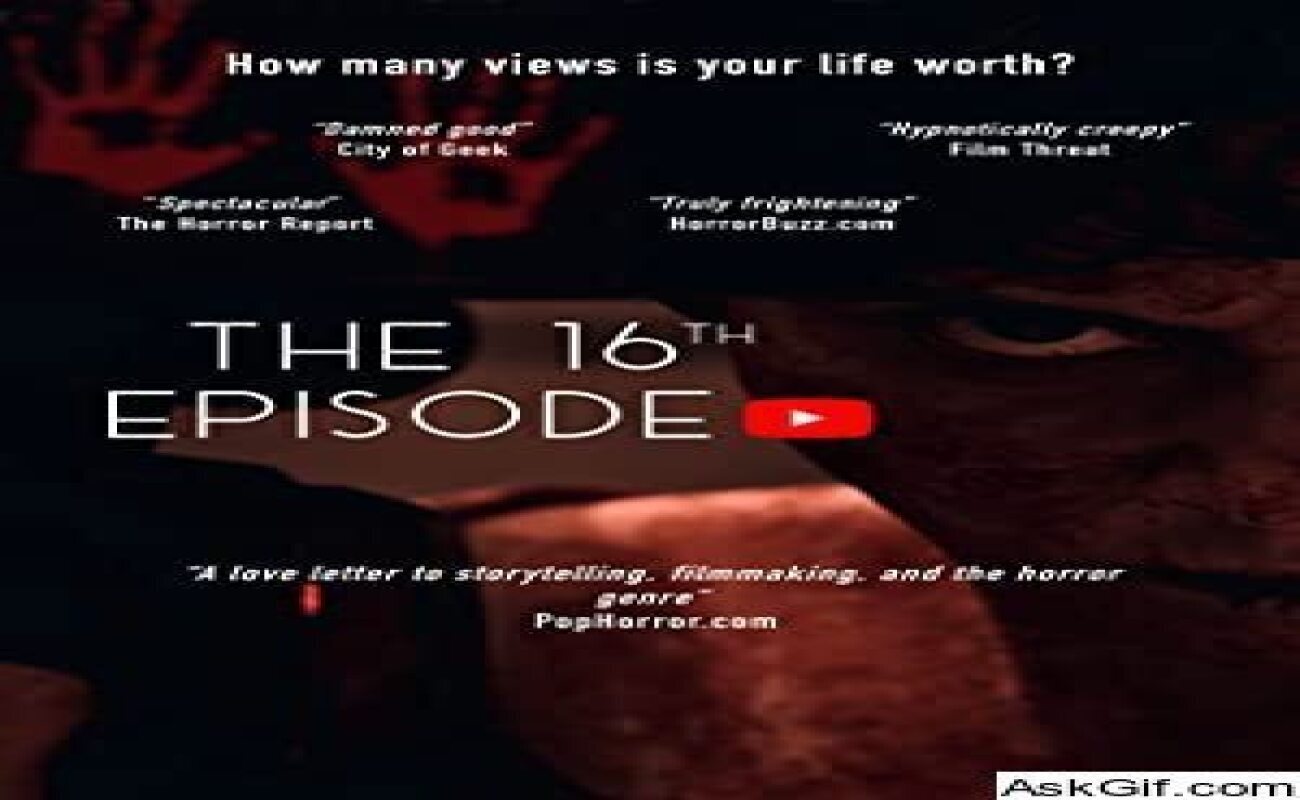 How many views is your life worth?
"Damned good"
City of Geek
"Hypnotically creepy"
Film Threat
"Spectacular"
The Horror Report
"Truly frightening"
HorrorBuzz.com
THE 16TH
EPISODE
"A love letter to storytelling, filmmaking, and the horror
genre"
PopHorror.com
AskGif.com